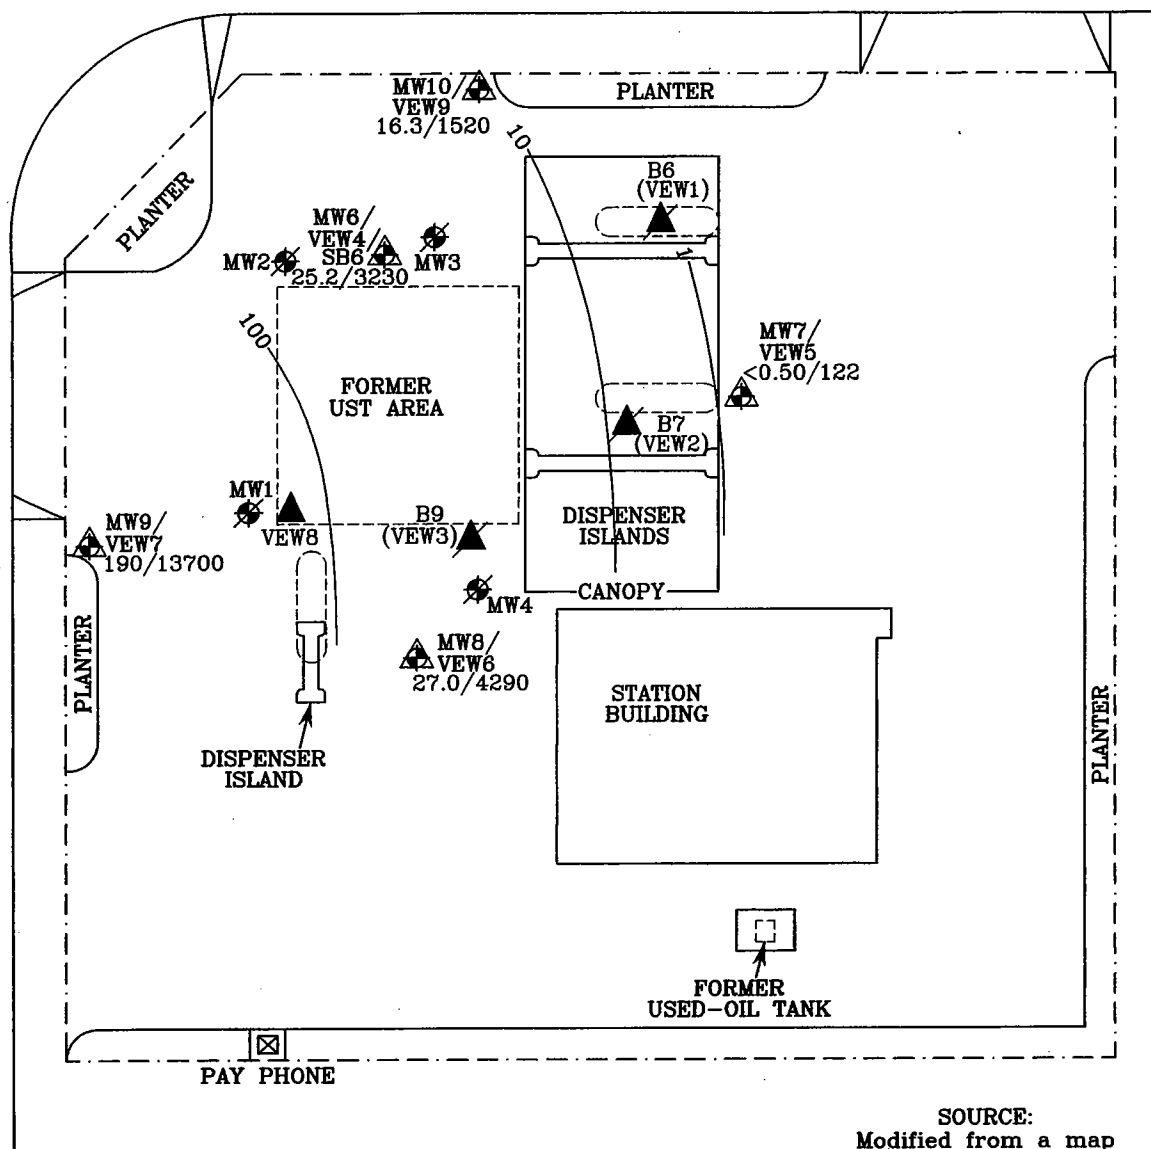 MW10/
VEW9
16.3/1520
PLANTER
10
B6
(VEW1)
PLANTER
MW6/
VEW4/
SB6
25.2/3230
MW2
MW3
1
100
MW7/
VEW5
<0.50/122
FORMER
UST AREA
B7
(VEW2)
MW1
VEW8
B9
(VEW3)
DISPENSER
ISLANDS
MW9/
VEW7
190/13700
CANOPY
MW4
PLANTER
MW8/
VEW6
27.0/4290
STATION
BUILDING
PLANTER
DISPENSER
ISLAND
FORMER
USED-OIL TANK
PAY PHONE
SOURCE:
Modified from a map